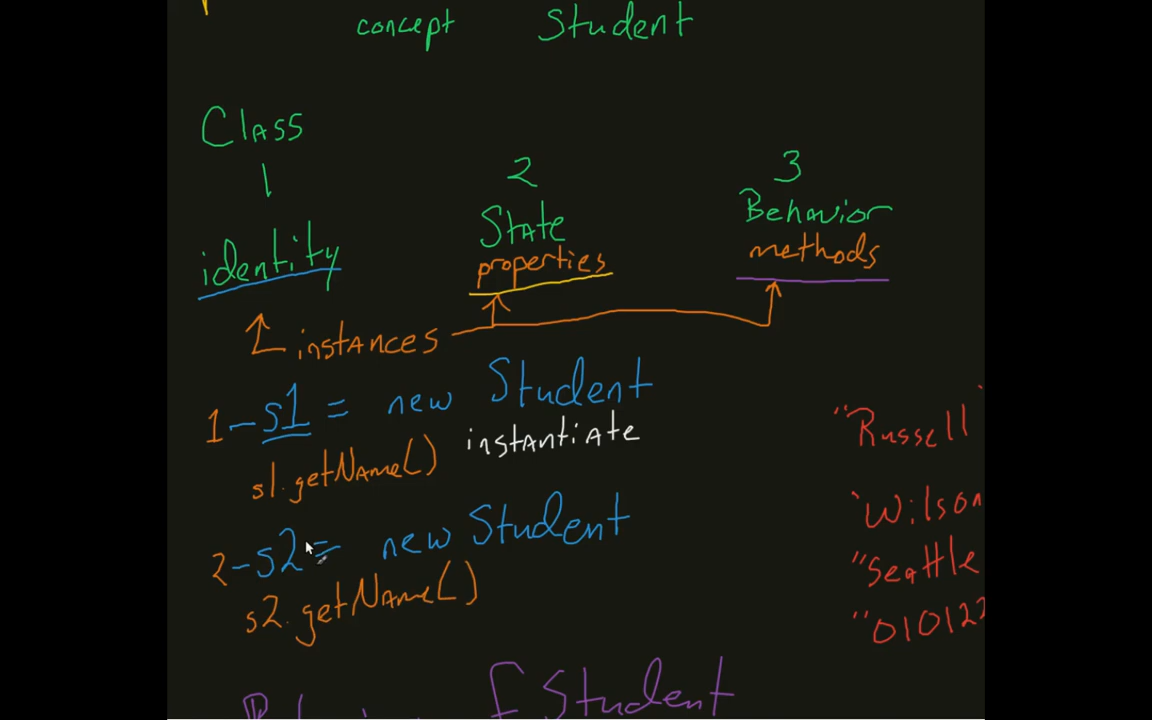 concept Student
Class
1 2 3
identity State Behavior
properties methods
instances
1-s1 = new Student
instantiate
s1.getName()
2-s2 = new Student
s2.getName()
"Russell
"Wilson
"Seattle
"010122
f Student